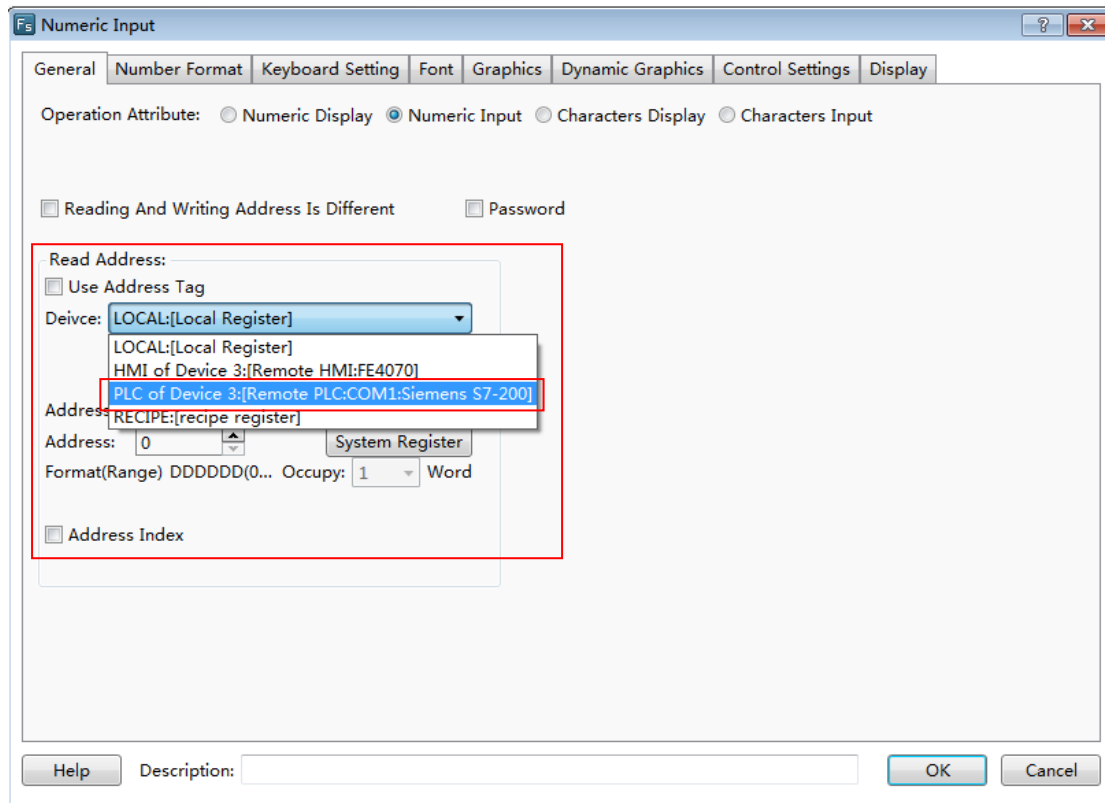 Fs Numeric Input
General Number Format Keyboard Setting Font Graphics Dynamic Graphics Control Settings Display
Operation Attribute: Numeric Display Numeric Input Characters Display Characters Input
Reading And Writing Address Is Different Password
Read Address:
Use Address Tag
Deivce: LOCAL:[Local Register]
LOCAL:[Local Register]
HMI of Device 3:[Remote HMI:FE4070]
PLC of Device 3:[Remote PLC:COM1:Siemens S7-200]
Address
RECIPE:[recipe register]
Address: 0 System Register
Format(Range) DDDDDD(0... Occupy: 1 Word
Address Index
Help Description: OK Cancel